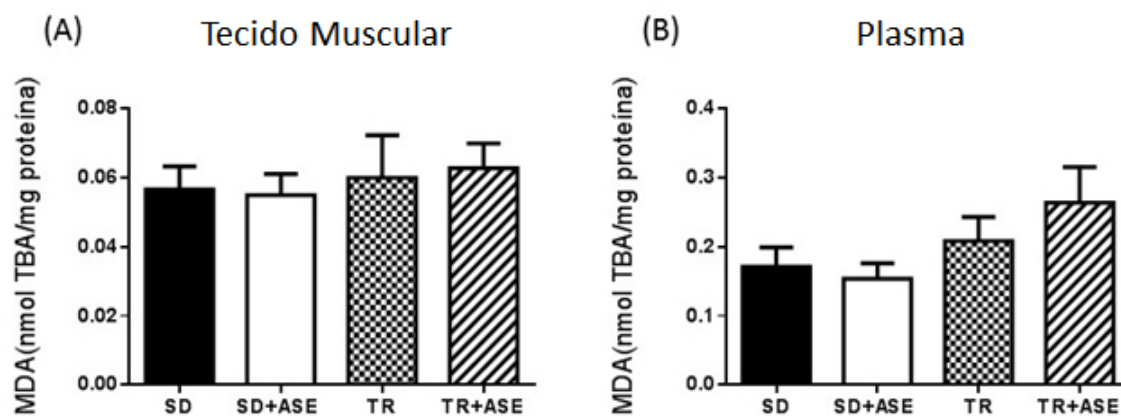 (A) Tecido Muscular
MDA(nmol TBA/mg proteína)
0.08
0.06
0.04
0.02
0.00
SD SD+ASE TR TR+ASE
(B) Plasma
MDA(nmol TBA/mg proteína)
0.4
0.3
0.2
0.1
0.0
SD SD+ASE TR TR+ASE